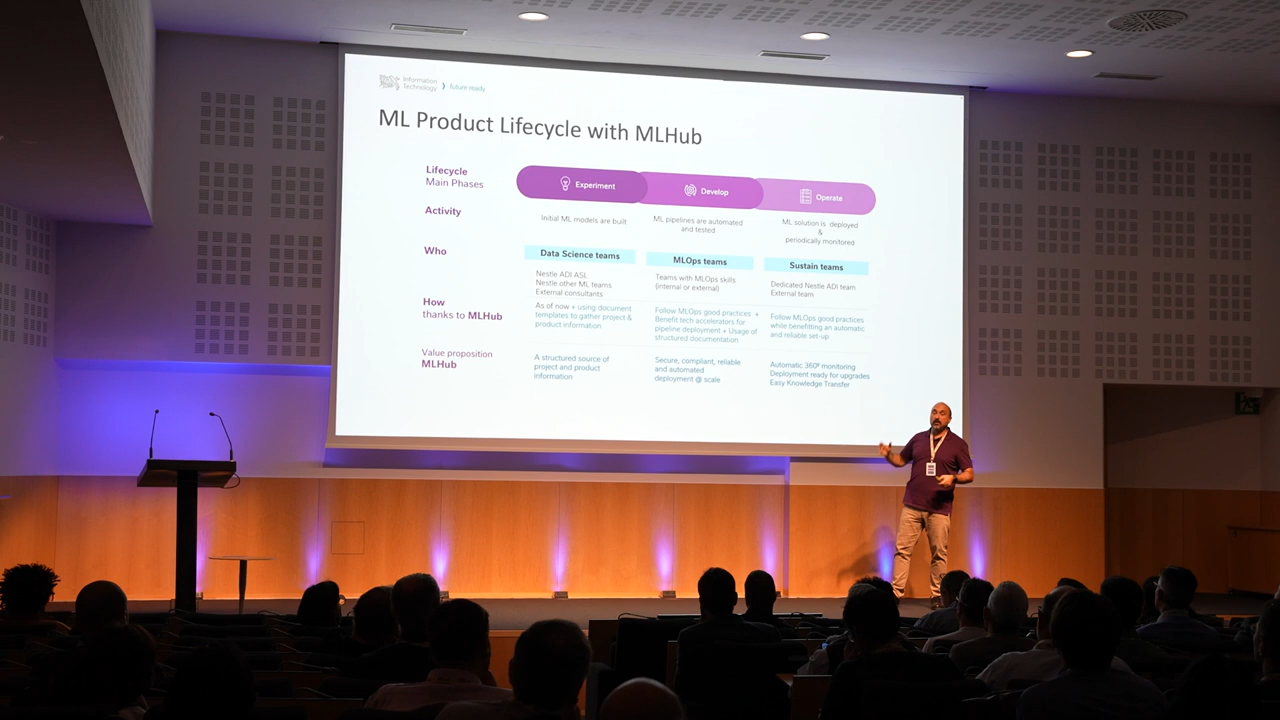 Information
Technology
future ready
ML Product Lifecycle with MLHub
Lifecycle
Main Phases
Experiment
Develop
Operate
Activity
Initial ML models are built
ML pipelines are automated
and tested
ML solution is deployed
&
periodically monitored
Who
Data Science teams
MLOps teams
Sustain teams
Nestle ADI ASL
Nestle other ML teams
External consultants
Teams with MLOps skills
(internal or external)
Dedicated Nestle ADI team
External team
How
thanks to MLHub
As of now + using document
templates to gather project &
product information
Follow MLOps good practices +
Benefit tech accelerators for
pipeline deployment + Usage of
structured documentation
Follow MLOps good practices
while benefitting an automatic
and reliable set-up
Value proposition
MLHub
A structured source of
project and product
information
Secure, compliant, reliable
and automated
deployment @ scale
Automatic 360º monitoring
Deployment ready for upgrades
Easy Knowledge Transfer